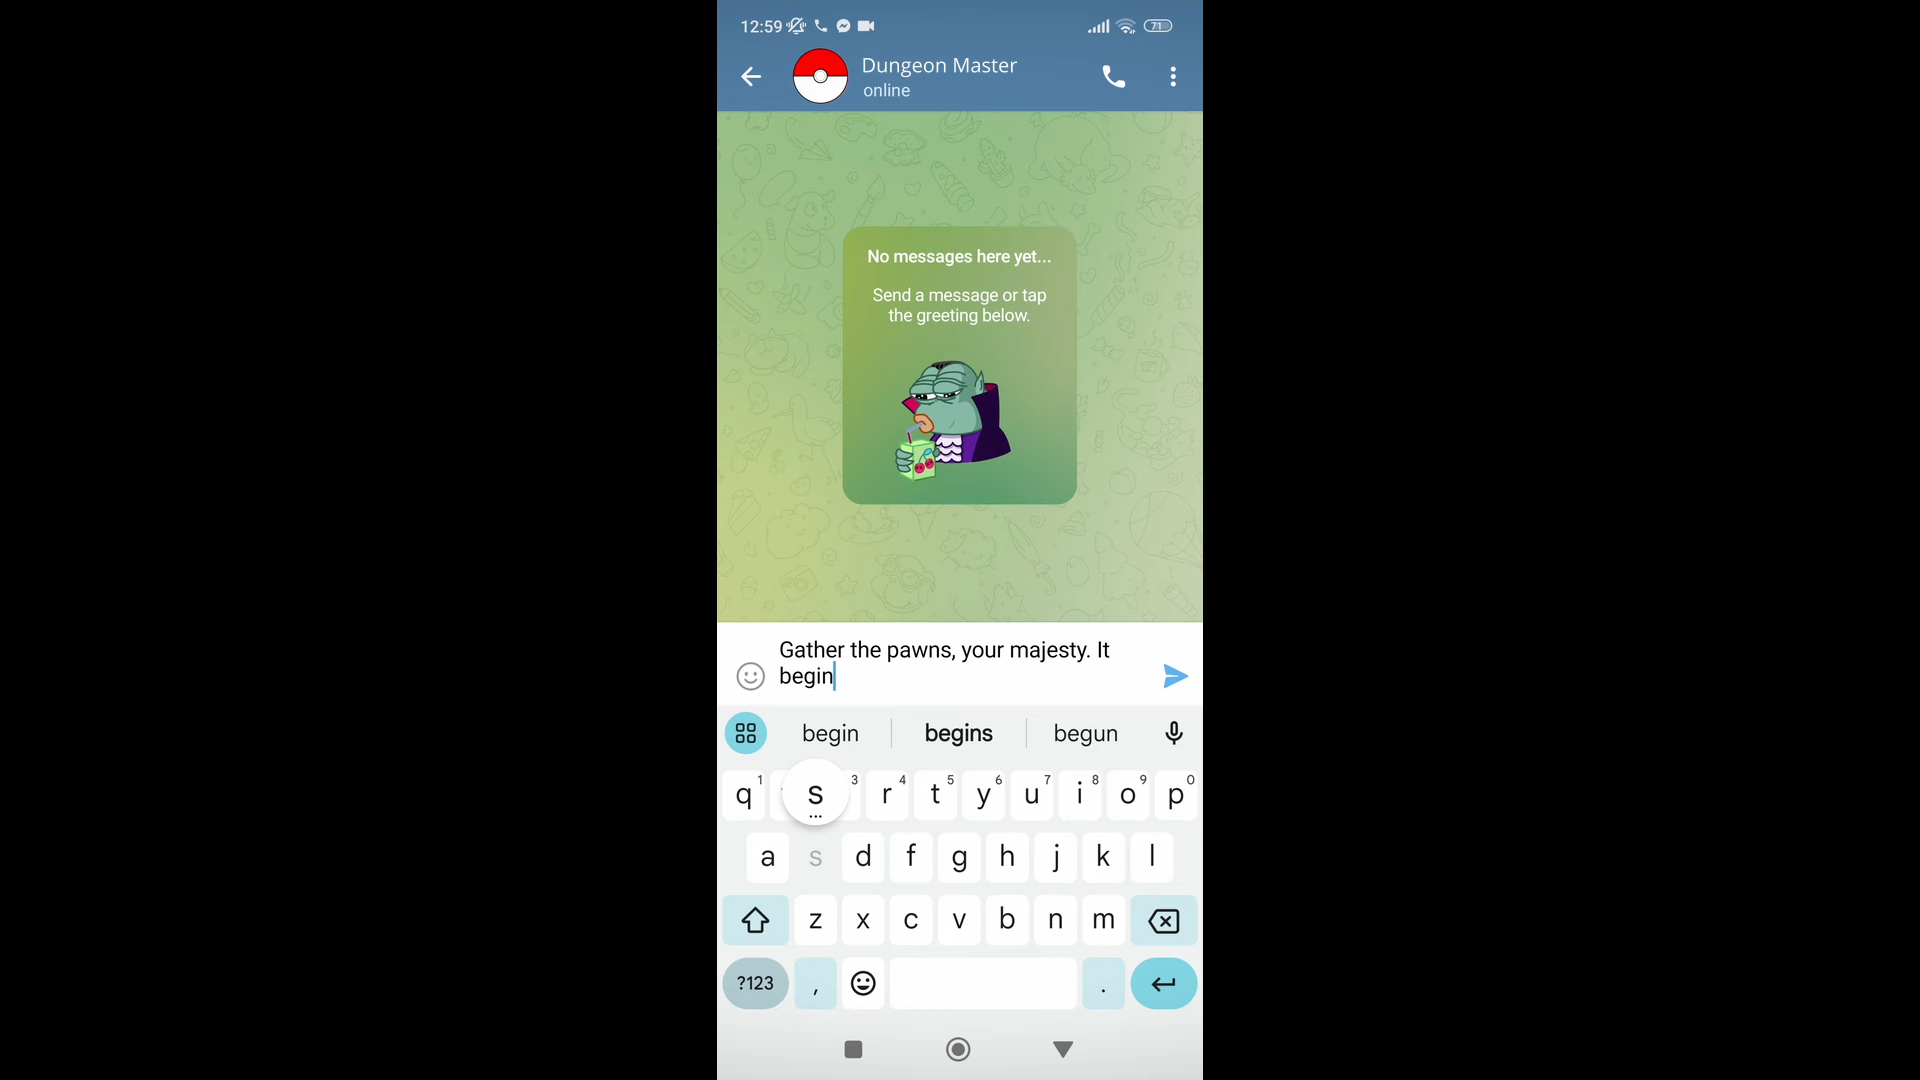 12:59
71
Dungeon Master
online
No messages here yet...
Send a message or tap
the greeting below.
Gather the pawns, your majesty. It
begin
begin begins begun
q 1 s 3 r 4 t 5 y 6 u 7 i 8 o 9 p 0
a s d f g h j k l
z x c v b n m
?123 , .